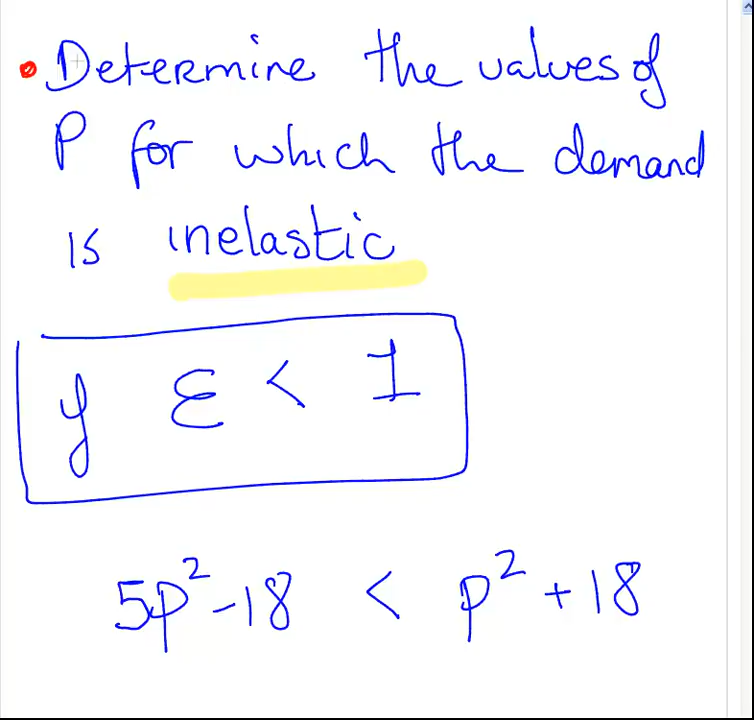 Determine the values of
P for which the demand
is inelastic
if ε < 1
5p² - 18 < p² + 18